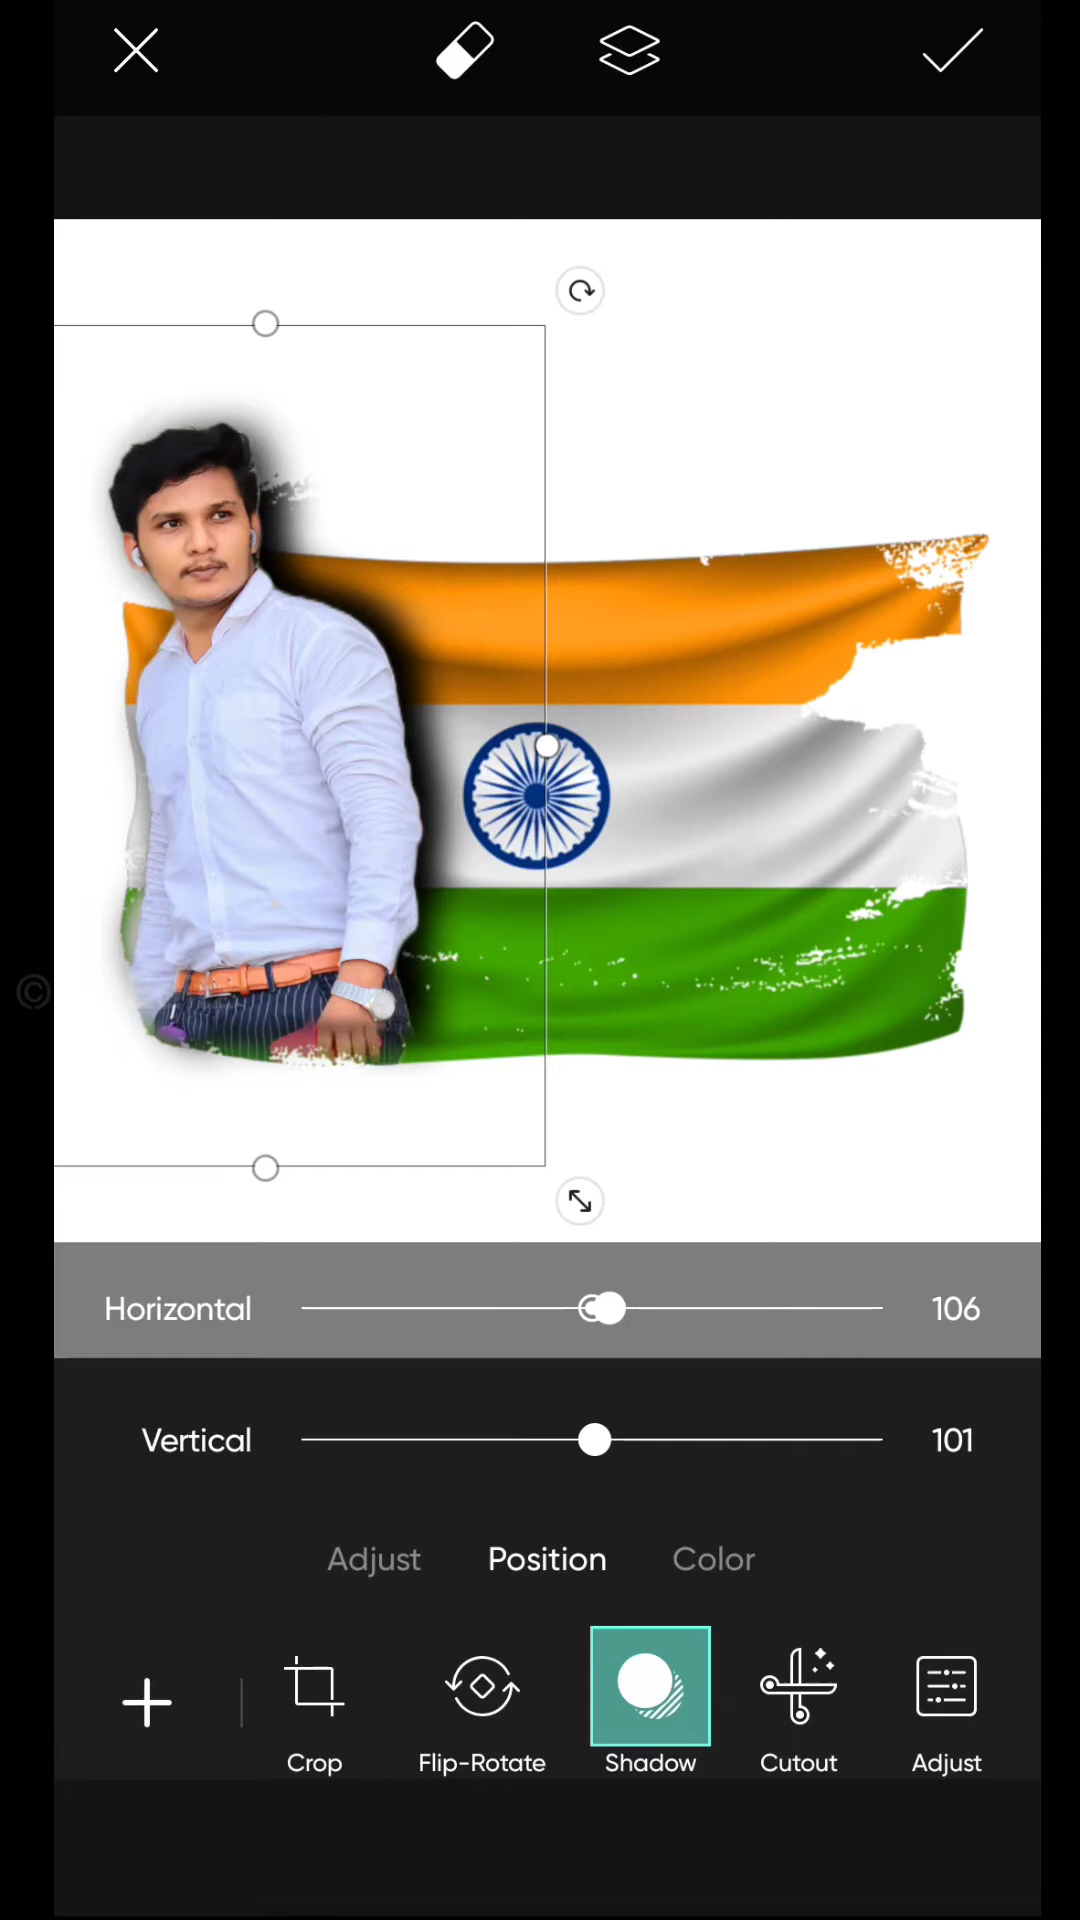 Horizontal 106
Vertical 101
Adjust Position Color
Crop Flip-Rotate Shadow Cutout Adjust
©